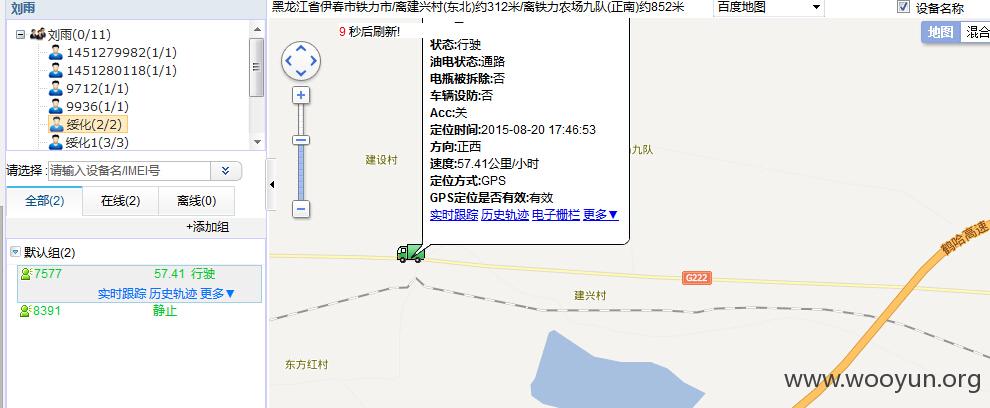 刘雨
黑龙江省伊春市铁力市/离建兴村(东北)约312米/离铁力农场九队(正南)约852米
百度地图
设备名称
刘雨(0/11)
1451279982(1/1)
1451280118(1/1)
9712(1/1)
9936(1/1)
绥化(2/2)
绥化1(3/3)
请选择:
请输入设备名/IMEI号
全部(2)
在线(2)
离线(0)
+添加组
默认组(2)
7577 57.41 行驶
实时跟踪 历史轨迹 更多▼
8391 静止
9 秒后刷新!
地图
混合
状态:行驶
油电状态:通路
电瓶被拆除:否
车辆设防:否
Acc:关
定位时间:2015-08-20 17:46:53
方向:正西
速度:57.41公里/小时
定位方式:GPS
GPS定位是否有效:有效
实时跟踪 历史轨迹 电子栅栏 更多▼
建设村
九队
鹤哈高速
G222
建兴村
东方红村
www.wooyun.org